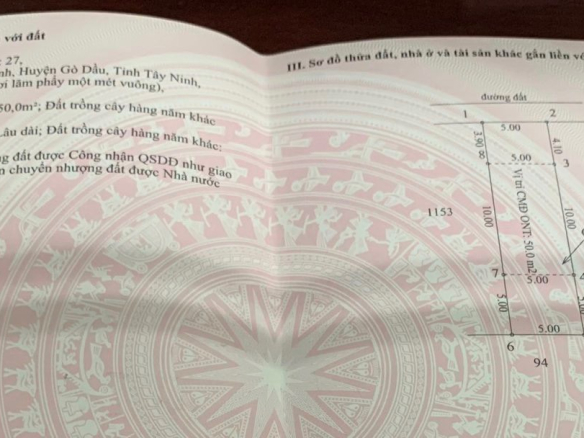 với đất
: 27,
nh, Huyện Gò Dầu, Tỉnh Tây Ninh,
ơi lăm phẩy một mét vuông),
50,0m²; Đất trồng cây hàng năm khác
Lâu dài; Đất trồng cây hàng năm khác:
g đất được Công nhận QSDĐ như giao
n chuyển nhượng đất được Nhà nước
III. Sơ đồ thửa đất, nhà ở và tài sản khác gắn liền vớ
đường đất
1
2
5.00
3.90
8
4.10
5.00
3
1153
10.00
Vị trí CMĐ ONT: 50.0 m2
10.00
7
5.00
4
5.00
5.00
6
94